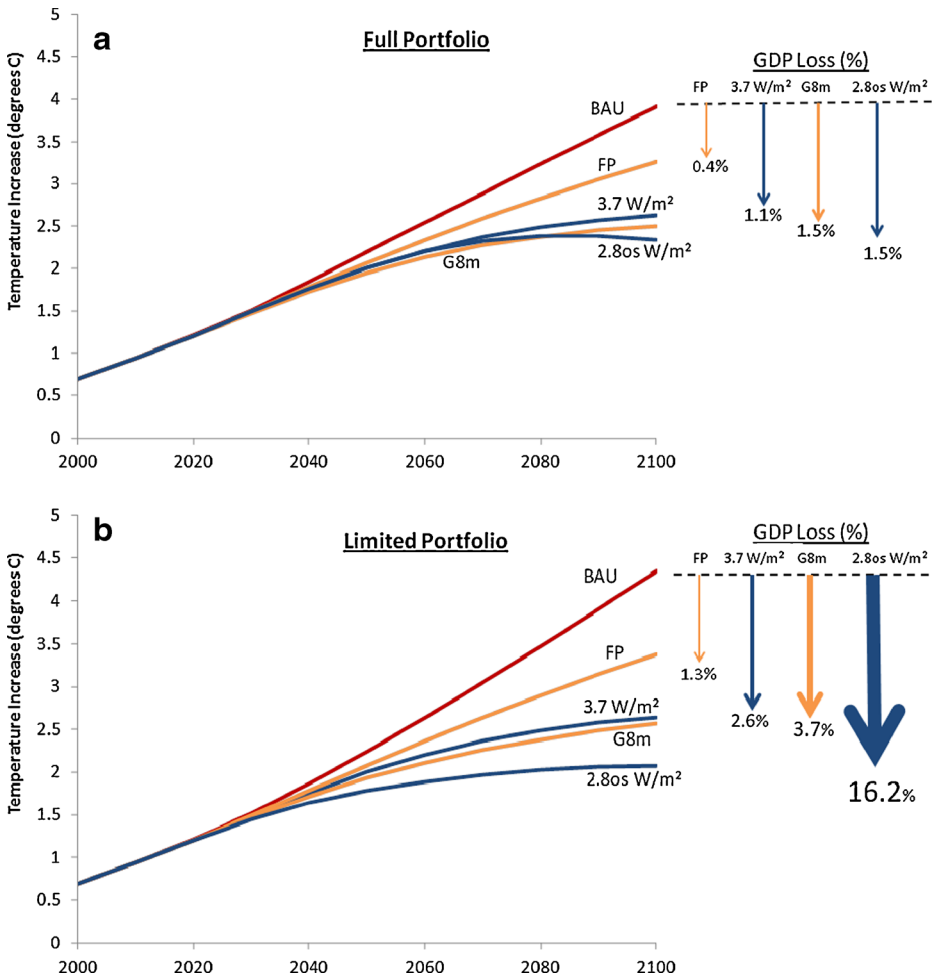 a
Full Portfolio
Temperature Increase (degrees C)
5
4.5
4
3.5
3
2.5
2
1.5
1
0.5
0
2000
2020
2040
2060
2080
2100
BAU
FP
3.7 W/m²
G8m
2.8os W/m²
GDP Loss (%)
FP
3.7 W/m²
G8m
2.8os W/m²
0.4%
1.1%
1.5%
1.5%
b
Limited Portfolio
Temperature Increase (degrees C)
5
4.5
4
3.5
3
2.5
2
1.5
1
0.5
0
2000
2020
2040
2060
2080
2100
BAU
FP
3.7 W/m²
G8m
2.8os W/m²
GDP Loss (%)
FP
3.7 W/m²
G8m
2.8os W/m²
1.3%
2.6%
3.7%
16.2%